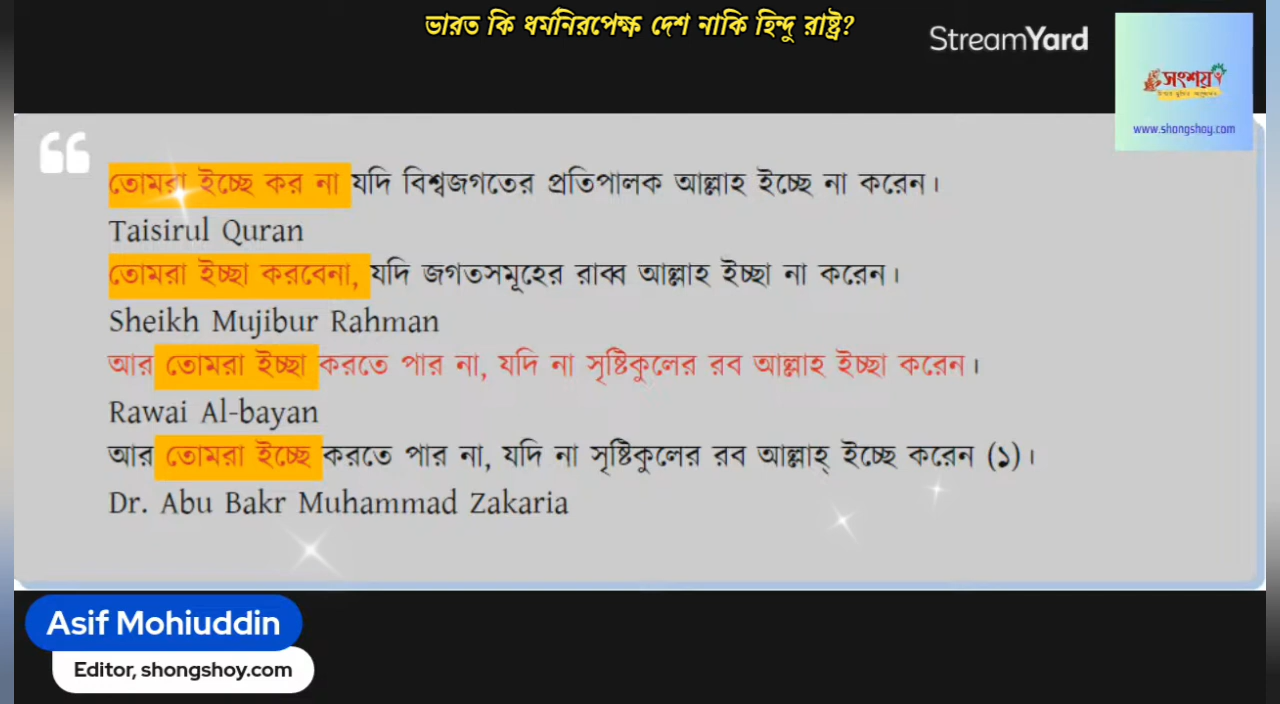 ভারত কি ধর্মনিরপেক্ষ দেশ নাকি হিন্দু রাষ্ট্র?
StreamYard
সংশয়
www.shongshoy.com
তোমরা ইচ্ছে কর না যদি বিশ্বজগতের প্রতিপালক আল্লাহ ইচ্ছে না করেন।
Taisirul Quran
তোমরা ইচ্ছা করবেনা, যদি জগতসমূহের রাব্ব আল্লাহ ইচ্ছা না করেন।
Sheikh Mujibur Rahman
আর তোমরা ইচ্ছা করতে পার না, যদি না সৃষ্টিকুলের রব আল্লাহ ইচ্ছা করেন।
Rawai Al-bayan
আর তোমরা ইচ্ছে করতে পার না, যদি না সৃষ্টিকুলের রব আল্লাহ্ ইচ্ছে করেন (১)।
Dr. Abu Bakr Muhammad Zakaria
Asif Mohiuddin
Editor, shongshoy.com